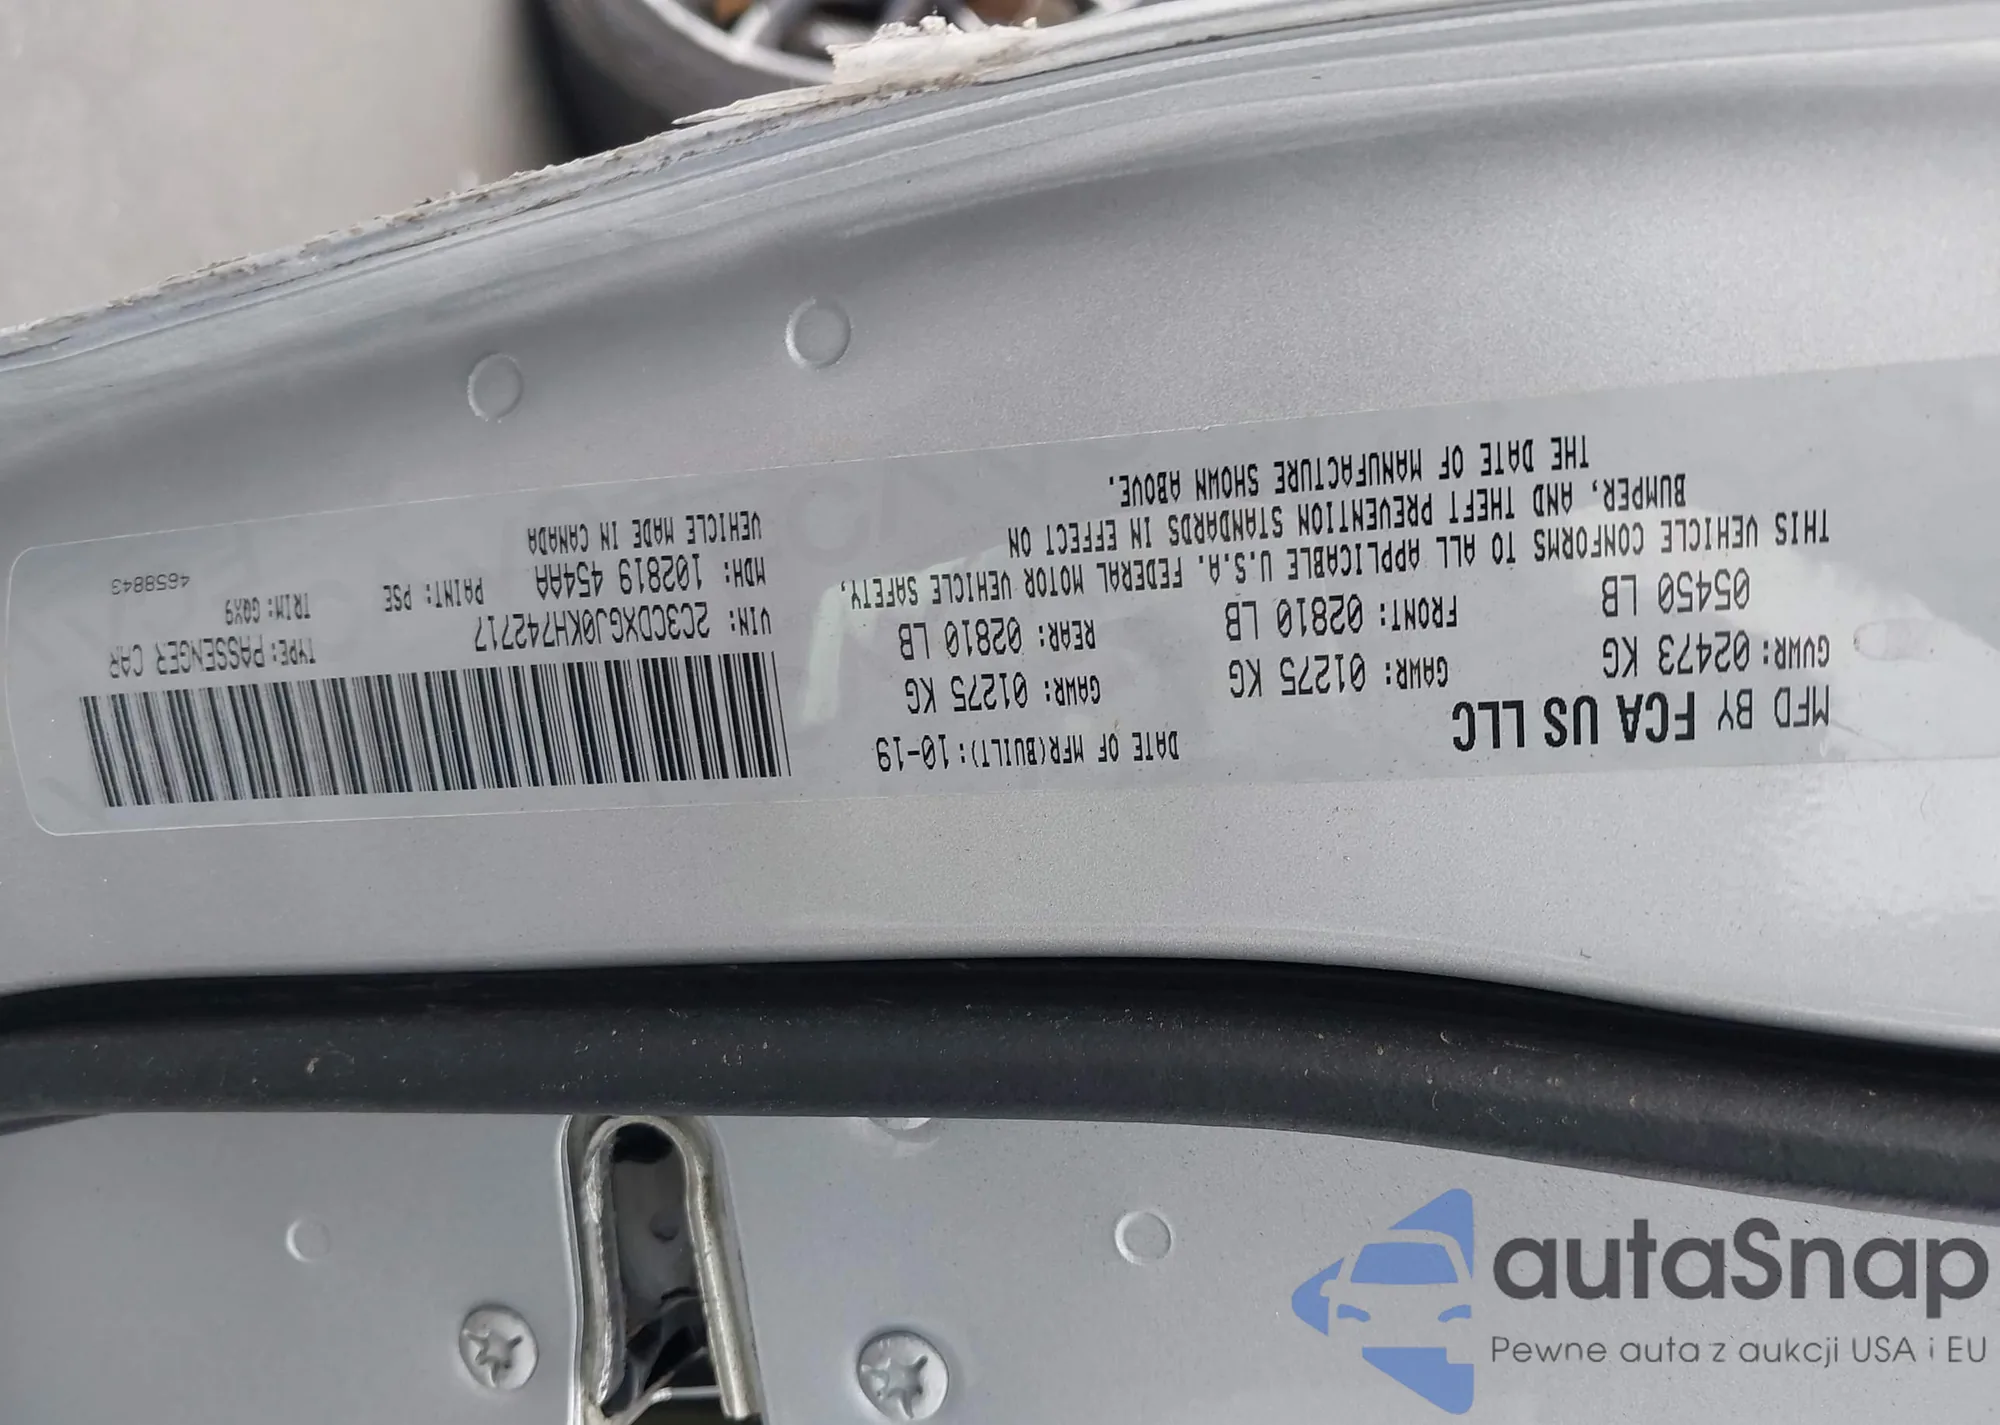 MFD BY FCA US LLC
DATE OF MFR(BUILT):10-19
GVWR: 02473 KG
GAWR: 01275 KG
GAWR: 01275 KG
05450 LB
FRONT: 02810 LB
REAR: 02810 LB
THIS VEHICLE CONFORMS TO ALL APPLICABLE U.S.A. FEDERAL MOTOR VEHICLE SAFETY,
BUMPER, AND THEFT PREVENTION STANDARDS IN EFFECT ON
THE DATE OF MANUFACTURE SHOWN ABOVE.
VIN: 2C3CDXGJ0KH742717
TYPE: PASSENGER CAR
MDH: 102819 454AA
PAINT: PSE
TRIM: GQX9
VEHICLE MADE IN CANADA
4658843
autaSnap
Pewne auta z aukcji USA i EU